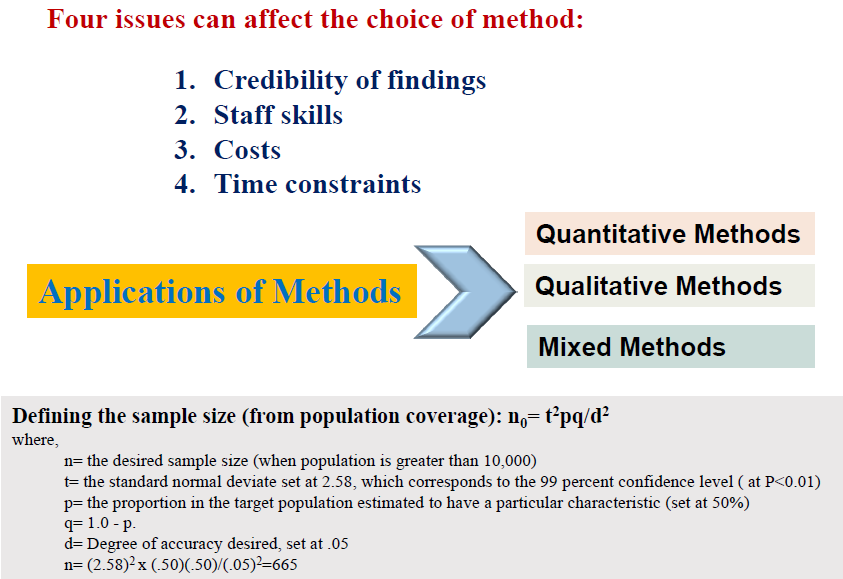 Four issues can affect the choice of method:
1. Credibility of findings
2. Staff skills
3. Costs
4. Time constraints
Applications of Methods
Quantitative Methods
Qualitative Methods
Mixed Methods
Defining the sample size (from population coverage): n₀= t²pq/d²
where,
n= the desired sample size (when population is greater than 10,000)
t= the standard normal deviate set at 2.58, which corresponds to the 99 percent confidence level ( at P<0.01)
p= the proportion in the target population estimated to have a particular characteristic (set at 50%)
q= 1.0 - p.
d= Degree of accuracy desired, set at .05
n= (2.58)² x (.50)(.50)/(.05)²=665